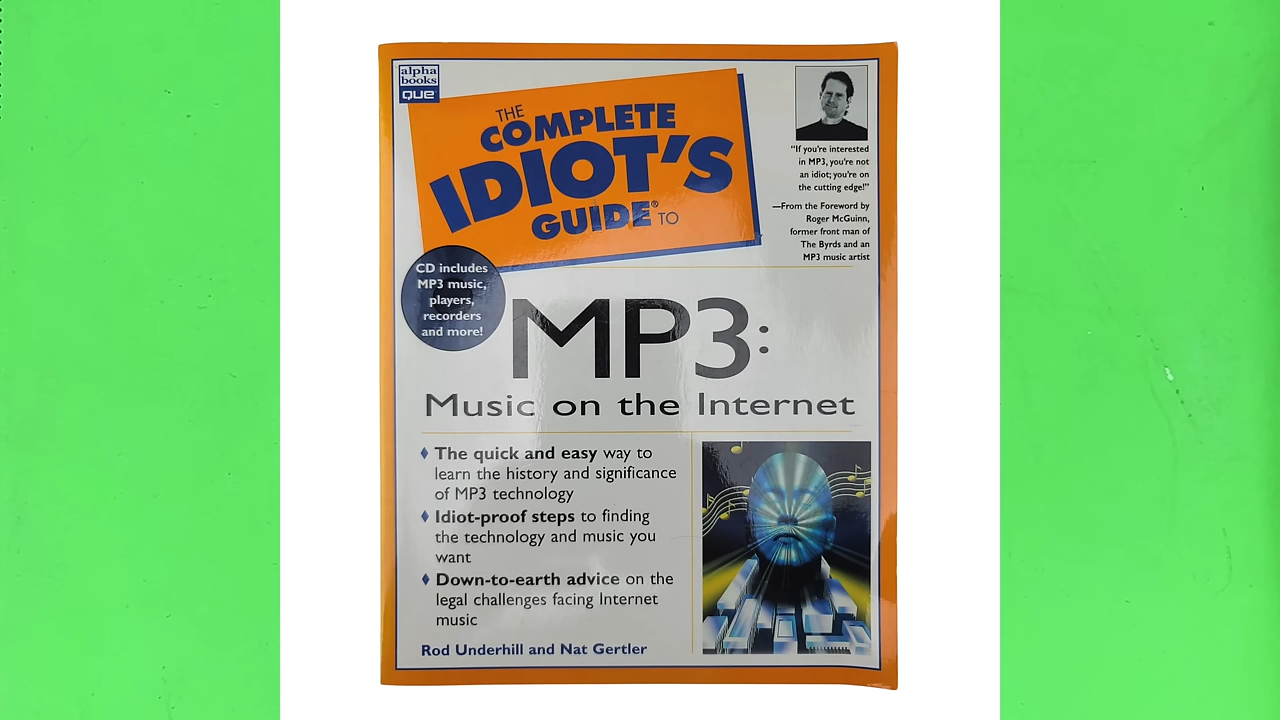 alpha
books
QUE
THE
COMPLETE
IDIOT'S
GUIDE® TO
"If you're interested
in MP3, you're not
an idiot; you're on
the cutting edge!"
—From the Foreword by
Roger McGuinn,
former front man of
The Byrds and an
MP3 music artist
CD includes
MP3 music,
players,
recorders
and more!
MP3:
Music on the Internet
♦ The quick and easy way to
learn the history and significance
of MP3 technology
♦ Idiot-proof steps to finding
the technology and music you
want
♦ Down-to-earth advice on the
legal challenges facing Internet
music
Rod Underhill and Nat Gertler